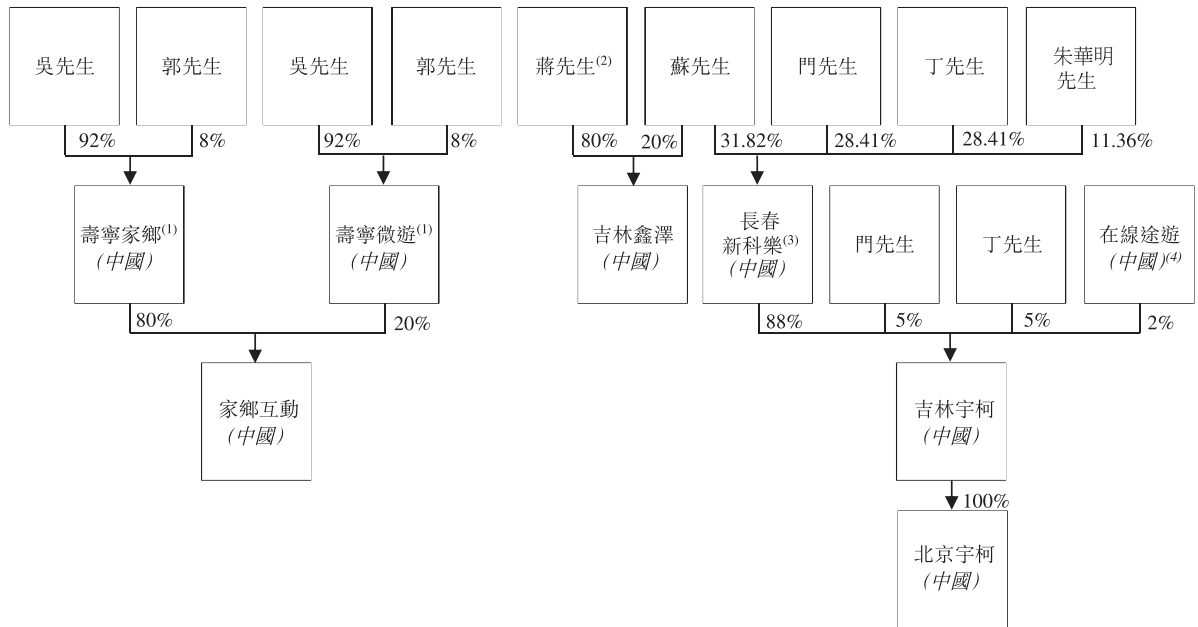 吳先生
郭先生
吳先生
郭先生
蔣先生(2)
蘇先生
門先生
丁先生
朱華明
先生
92%
8%
92%
8%
80%
20%
31.82%
28.41%
28.41%
11.36%
壽寧家鄉(1)
(中國)
壽寧微遊(1)
(中國)
吉林鑫澤
(中國)
長春
新科樂(3)
(中國)
門先生
丁先生
在線途遊
(中國)(4)
80%
20%
88%
5%
5%
2%
家鄉互動
(中國)
吉林宇柯
(中國)
100%
北京宇柯
(中國)